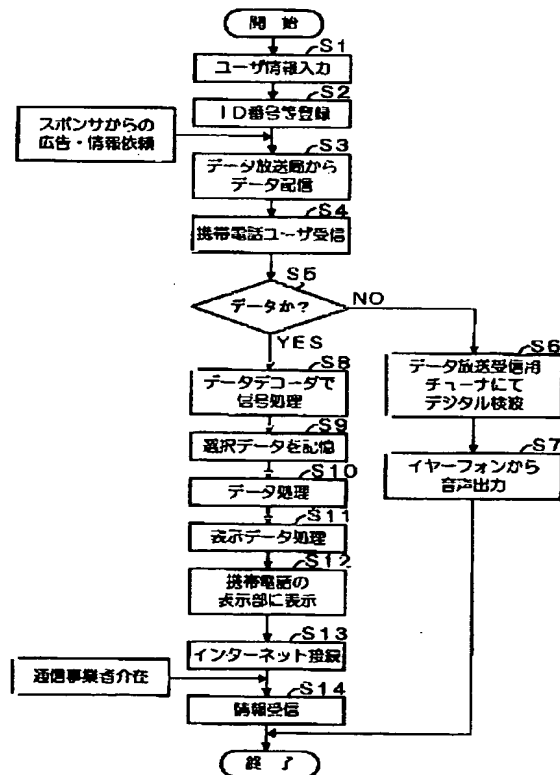 開始
S1
ユーザ情報入力
S2
ID番号等登録
スポンサからの
広告・情報依頼
S3
データ放送局から
データ配信
S4
携帯電話ユーザ受信
S5
データか?
NO
YES
S6
データ放送受信用
チューナにて
デジタル検波
S7
イヤーフォンから
音声出力
S8
データデコーダで
信号処理
S9
選択データを記憶
S10
データ処理
S11
表示データ処理
S12
携帯電話の
表示部に表示
S13
インターネット接続
通信事業者介在
S14
情報受信
終了